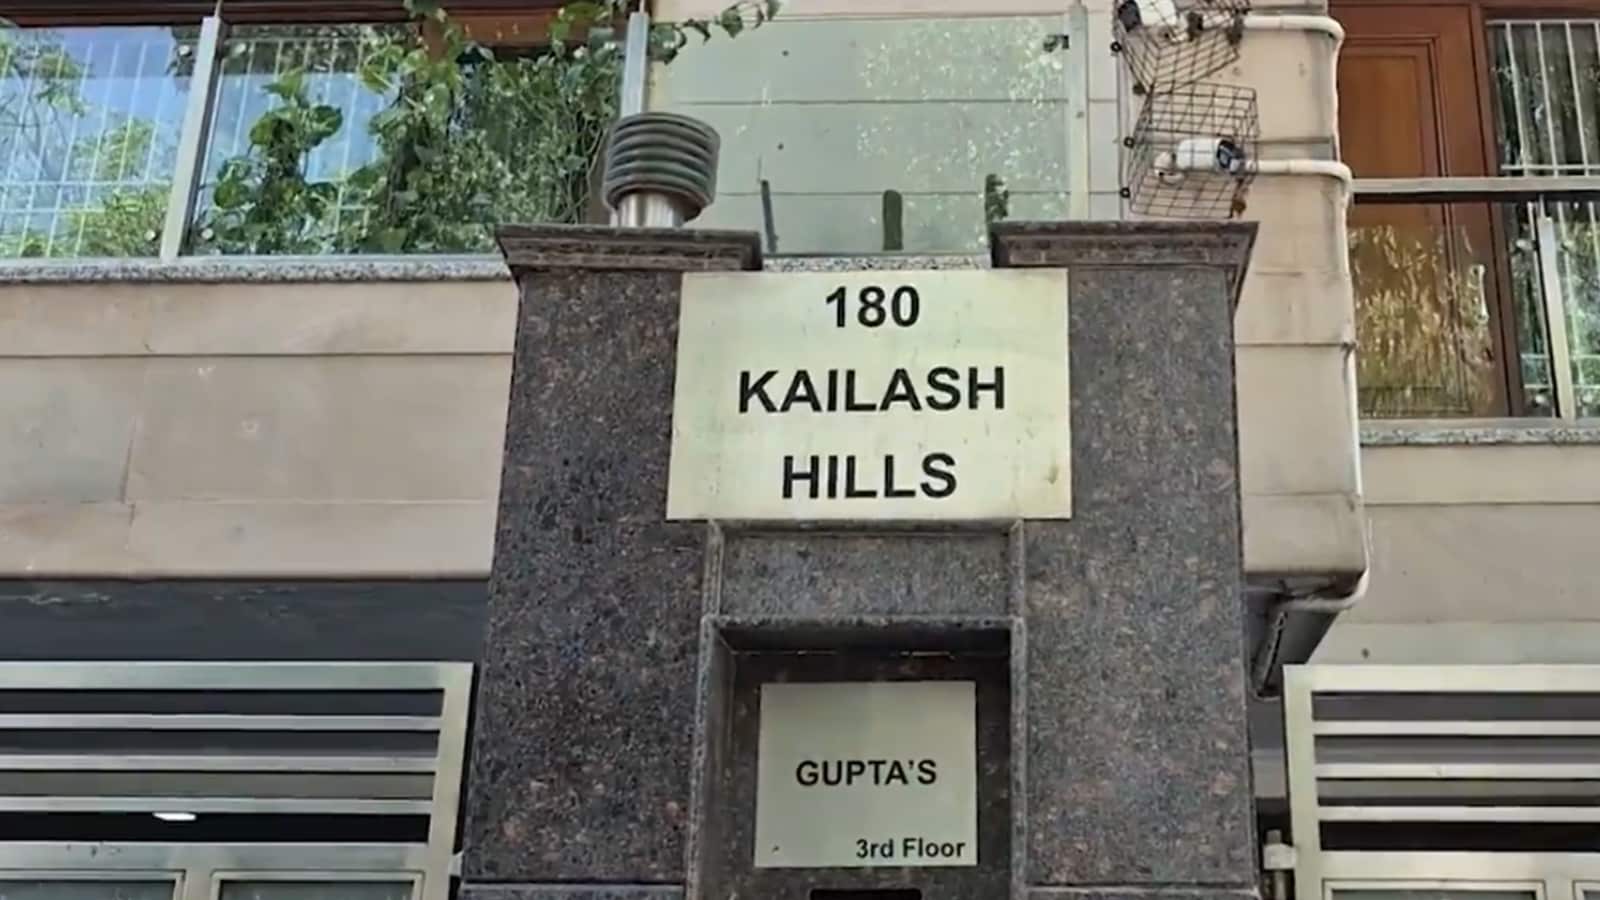 180
KAILASH
HILLS
GUPTA'S
3rd Floor